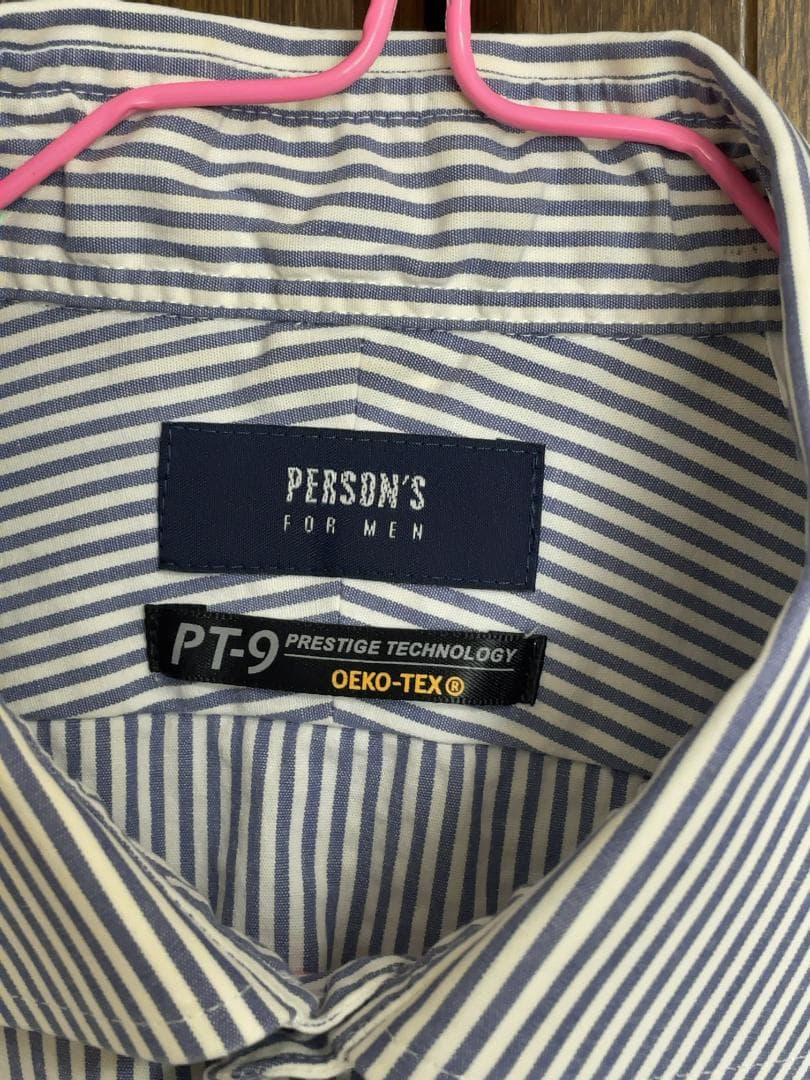 PERSON'S
FOR MEN
PT-9 PRESTIGE TECHNOLOGY
OEKO-TEX®